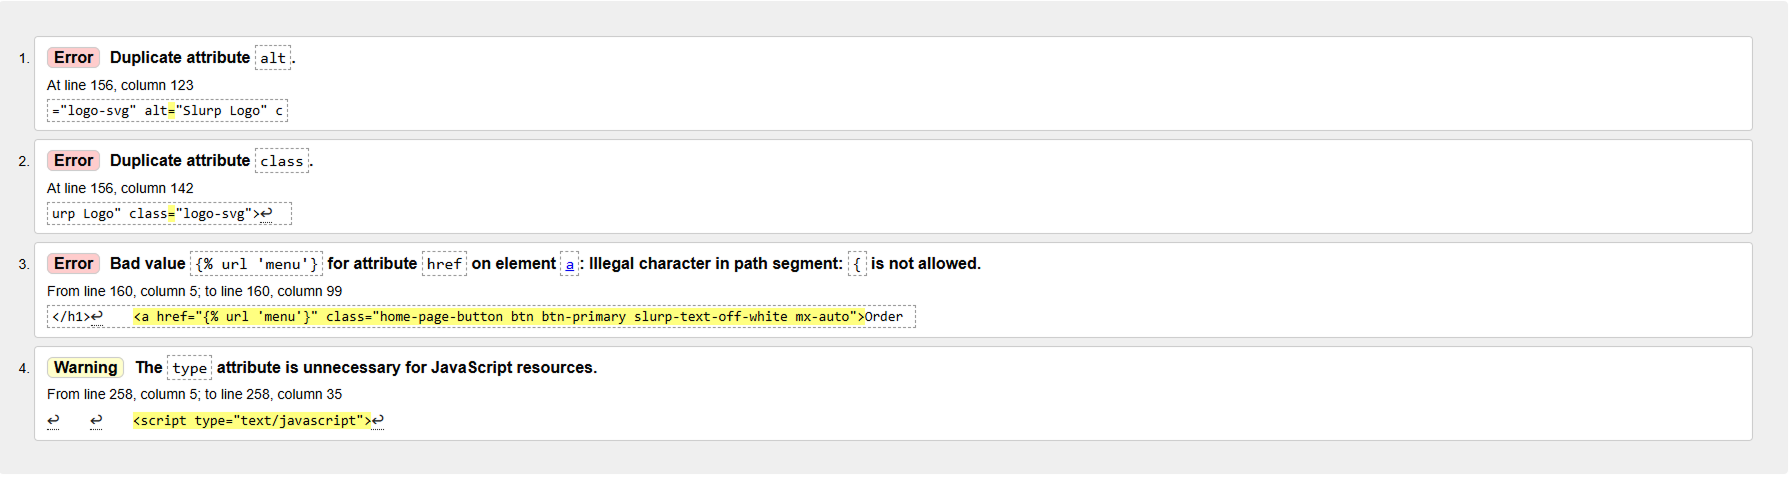 1. Error Duplicate attribute alt.
At line 156, column 123
="logo-svg" alt="Slurp Logo" c
2. Error Duplicate attribute class.
At line 156, column 142
urp Logo" class="logo-svg">↩
3. Error Bad value {% url 'menu'} for attribute href on element a: Illegal character in path segment: { is not allowed.
From line 160, column 5; to line 160, column 99
</h1>↩ <a href="{% url 'menu'}" class="home-page-button btn btn-primary slurp-text-off-white mx-auto">Order
4. Warning The type attribute is unnecessary for JavaScript resources.
From line 258, column 5; to line 258, column 35
↩ ↩ <script type="text/javascript">↩